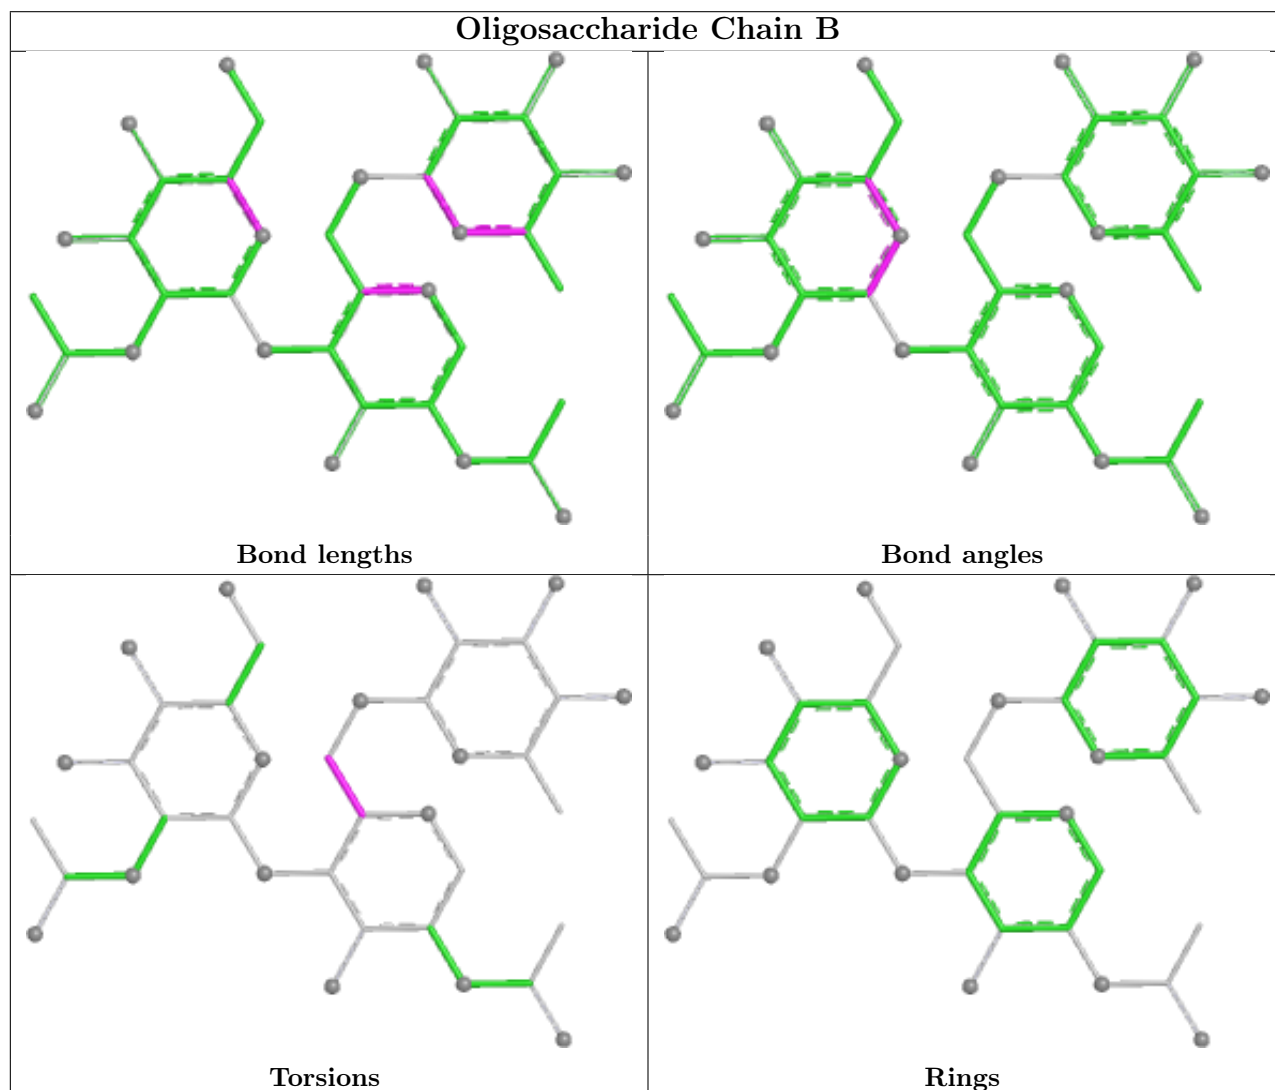 Oligosaccharide Chain B
Bond lengths
Bond angles
Torsions
Rings